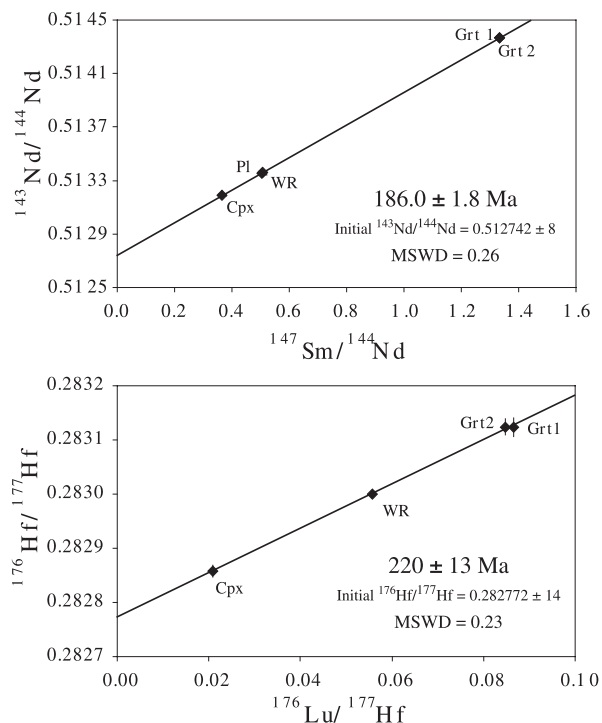 0.5145
0.5141
0.5137
0.5133
0.5129
0.5125
143Nd/144Nd
Grt 1
Grt 2
Pl
WR
Cpx
186.0 ± 1.8 Ma
Initial 143Nd/144Nd = 0.512742 ± 8
MSWD = 0.26
0.0 0.2 0.4 0.6 0.8 1.0 1.2 1.4 1.6
147Sm/144Nd
0.2832
0.2831
0.2830
0.2829
0.2828
0.2827
176Hf/177Hf
Grt2
Grt1
WR
Cpx
220 ± 13 Ma
Initial 176Hf/177Hf = 0.282772 ± 14
MSWD = 0.23
0.00 0.02 0.04 0.06 0.08 0.10
176Lu/177Hf